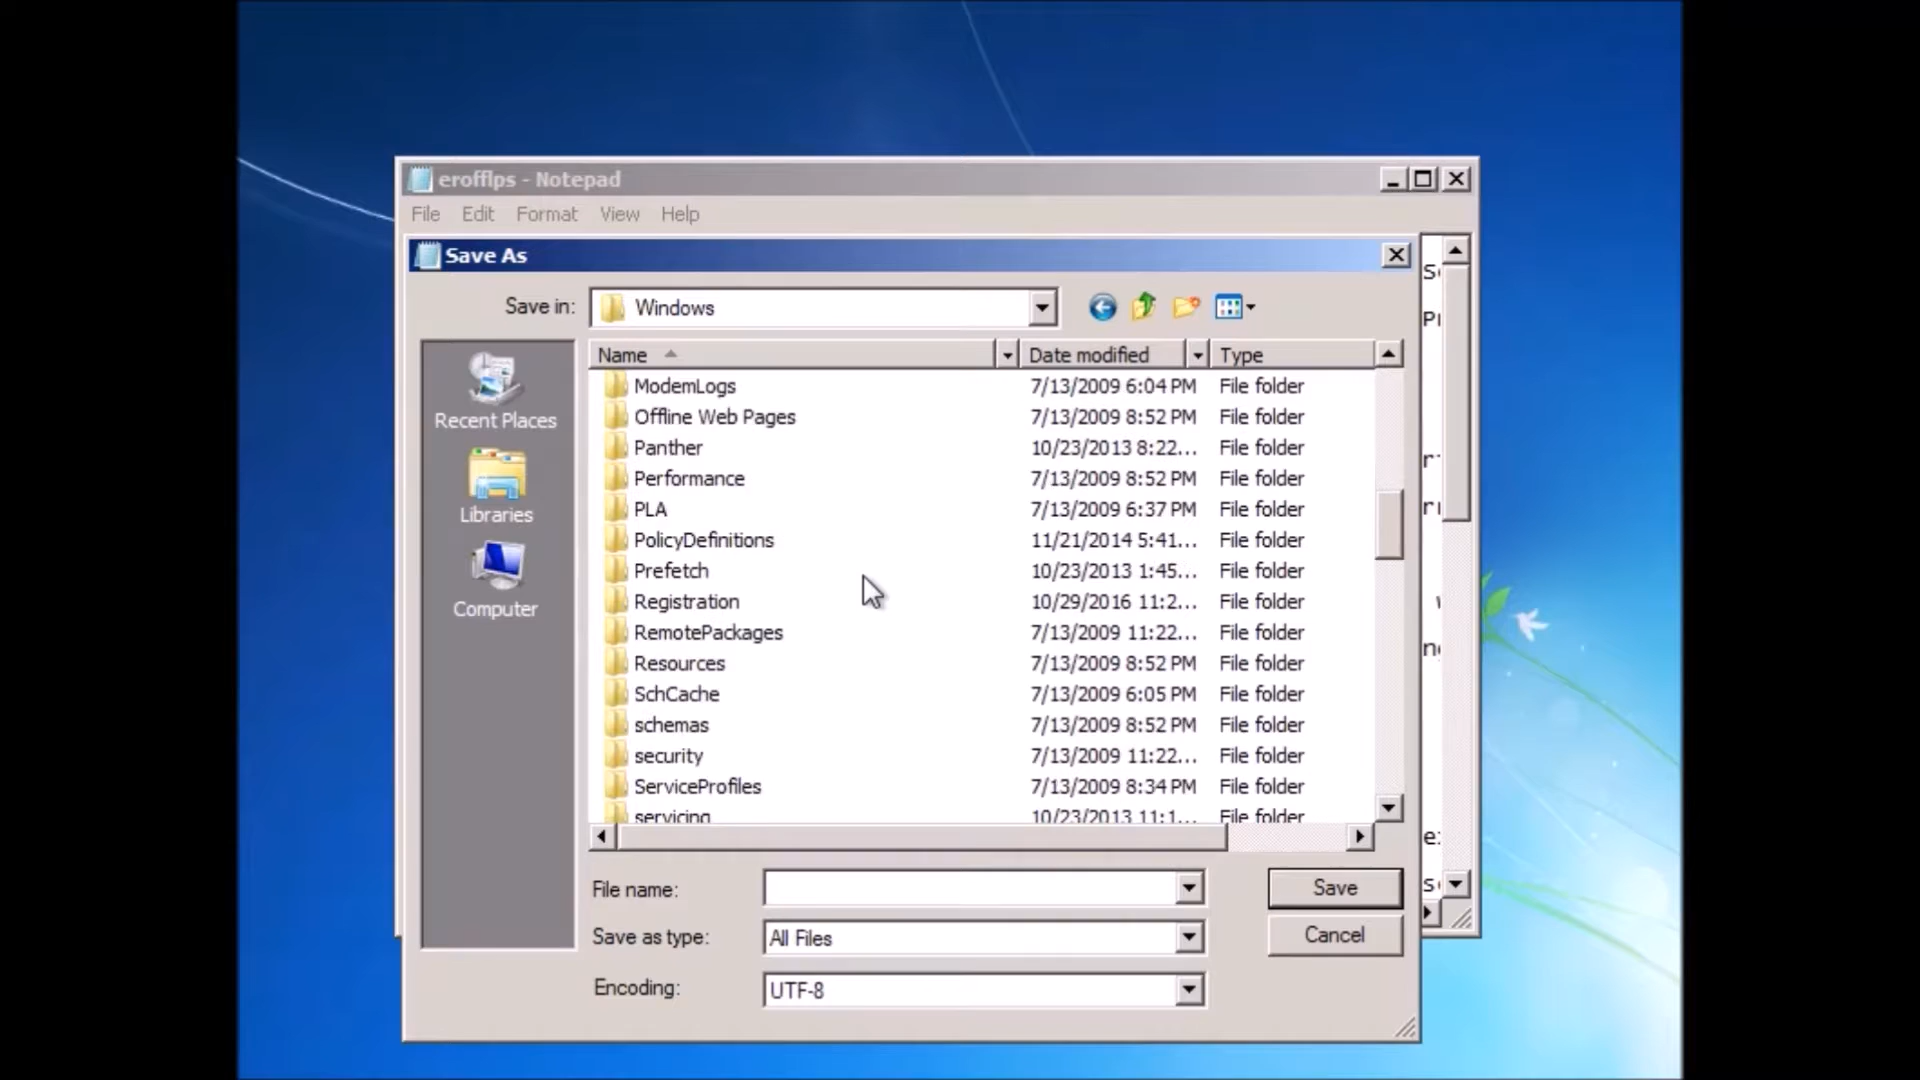 erofflps - Notepad
File Edit Format View Help
Save As
Save in: Windows
Name Date modified Type
Recent Places
Libraries
Computer
ModemLogs 7/13/2009 6:04 PM File folder
Offline Web Pages 7/13/2009 8:52 PM File folder
Panther 10/23/2013 8:22... File folder
Performance 7/13/2009 8:52 PM File folder
PLA 7/13/2009 6:37 PM File folder
PolicyDefinitions 11/21/2014 5:41... File folder
Prefetch 10/23/2013 1:45... File folder
Registration 10/29/2016 11:2... File folder
RemotePackages 7/13/2009 11:22... File folder
Resources 7/13/2009 8:52 PM File folder
SchCache 7/13/2009 6:05 PM File folder
schemas 7/13/2009 8:52 PM File folder
security 7/13/2009 11:22... File folder
ServiceProfiles 7/13/2009 8:34 PM File folder
servicing 10/23/2013 11:1... File folder
File name: Save
Save as type: All Files Cancel
Encoding: UTF-8